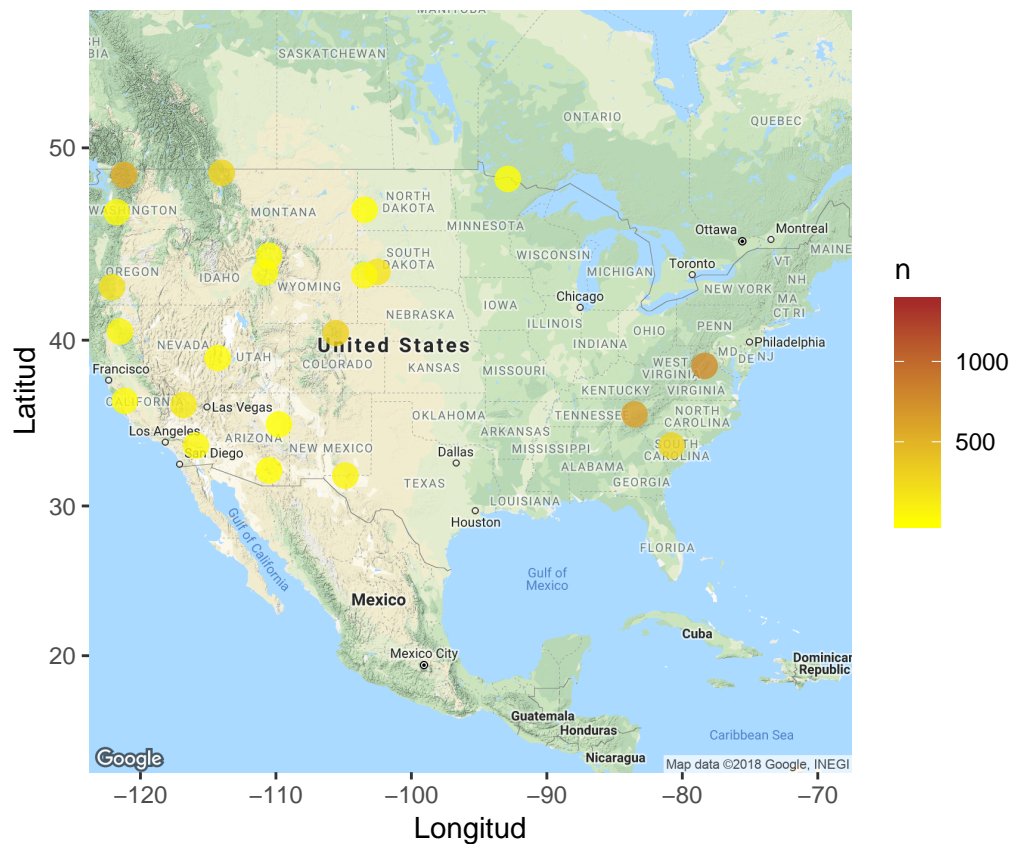 MANITOBA
SH
BIA
SASKATCHEWAN
ONTARIO
QUEBEC
50
NORTH
DAKOTA
WASHINGTON
MONTANA
MINNESOTA
Ottawa
Montreal
MAINE
SOUTH
DAKOTA
WISCONSIN
VT
OREGON
IDAHO
WYOMING
MICHIGAN
Toronto
NH
NEW YORK
MA
CT RI
Chicago
IOWA
NEBRASKA
ILLINOIS
OHIO
PENN
40
NEVADA
UTAH
United States
INDIANA
Philadelphia
MD
DE
NJ
COLORADO
KANSAS
MISSOURI
WEST
VIRGINIA
Francisco
KENTUCKY
VIRGINIA
CALIFORNIA
Las Vegas
OKLAHOMA
TENNESSEE
NORTH
CAROLINA
Los Angeles
ARIZONA
NEW MEXICO
ARKANSAS
MISSISSIPPI
SOUTH
CAROLINA
San Diego
Dallas
ALABAMA
GEORGIA
TEXAS
LOUISIANA
30
Houston
Gulf of California
FLORIDA
Gulf of
Mexico
Mexico
Cuba
20
Mexico City
Dominican
Republic
Guatemala
Honduras
Caribbean Sea
Nicaragua
Google
Map data ©2018 Google, INEGI
−120
−110
−100
−90
−80
−70
Longitud
Latitud
n
1000
500